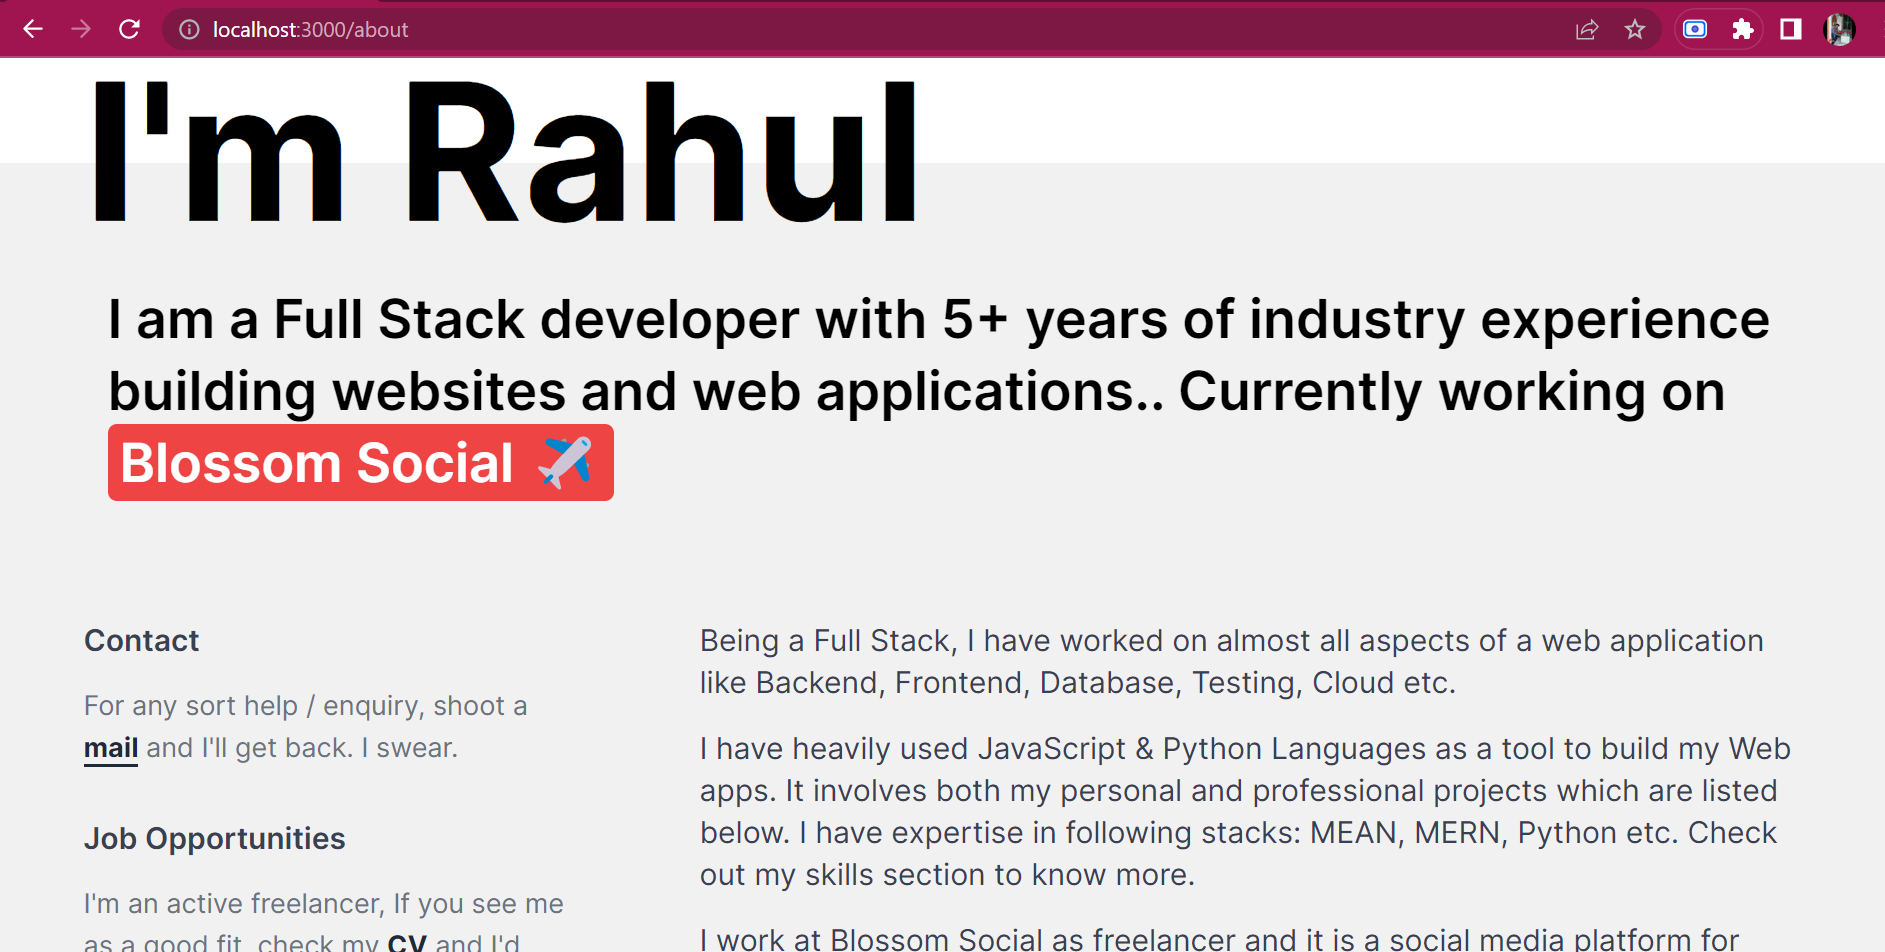 localhost:3000/about
I'm Rahul
I am a Full Stack developer with 5+ years of industry experience
building websites and web applications.. Currently working on
Blossom Social ✈️
Contact
For any sort help / enquiry, shoot a
mail and I'll get back. I swear.
Job Opportunities
I'm an active freelancer, If you see me
as a good fit, check my CV and I'd
Being a Full Stack, I have worked on almost all aspects of a web application
like Backend, Frontend, Database, Testing, Cloud etc.
I have heavily used JavaScript & Python Languages as a tool to build my Web
apps. It involves both my personal and professional projects which are listed
below. I have expertise in following stacks: MEAN, MERN, Python etc. Check
out my skills section to know more.
I work at Blossom Social as freelancer and it is a social media platform for